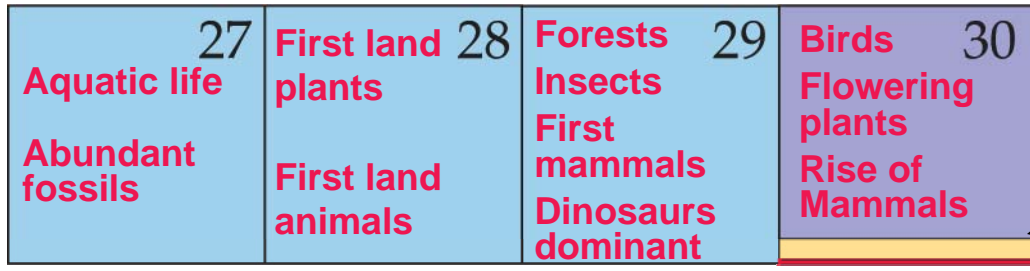 27
Aquatic life
Abundant
fossils
First land 28
plants
First land
animals
Forests 29
Insects
First
mammals
Dinosaurs
dominant
Birds 30
Flowering
plants
Rise of
Mammals